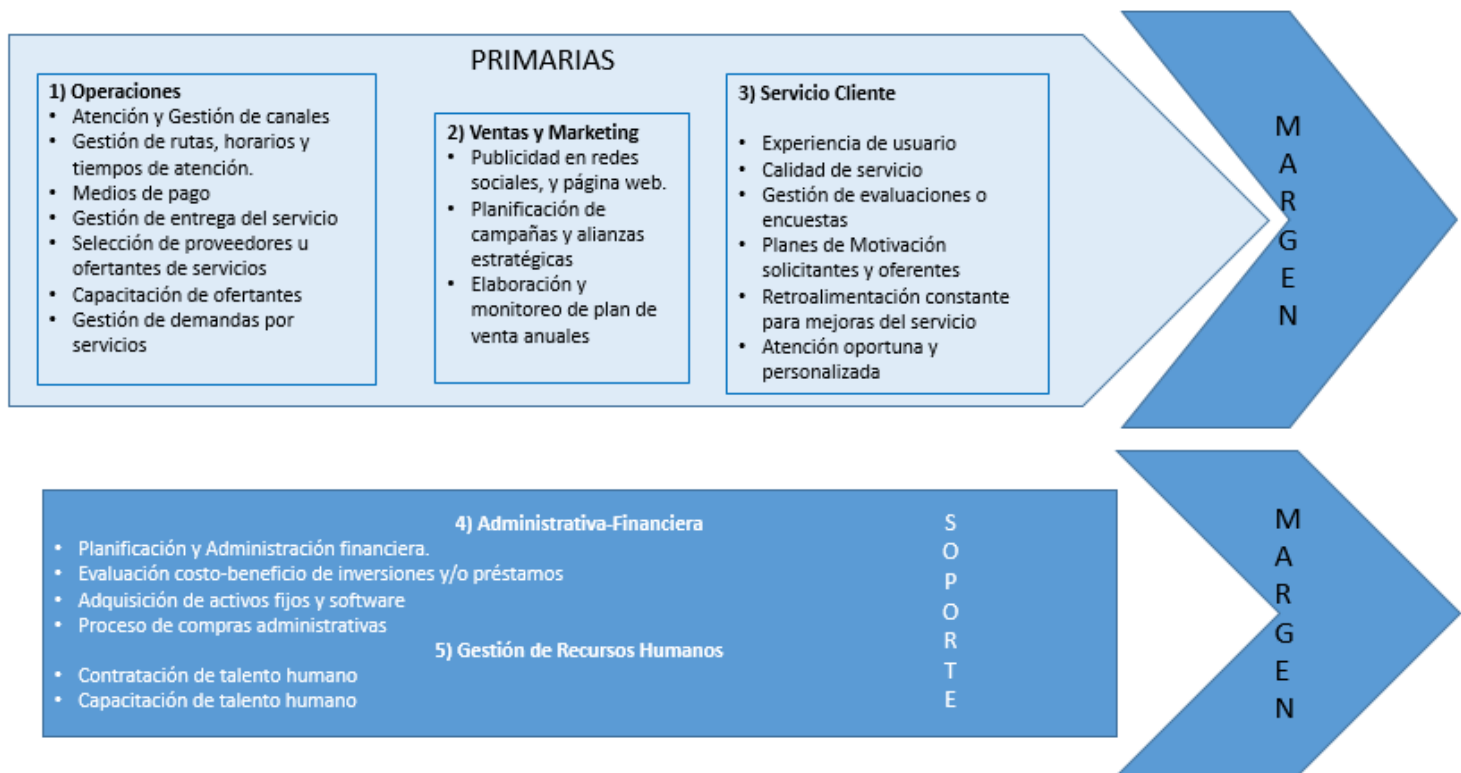 PRIMARIAS
1) Operaciones
• Atención y Gestión de canales
• Gestión de rutas, horarios y
tiempos de atención.
• Medios de pago
• Gestión de entrega del servicio
• Selección de proveedores u
ofertantes de servicios
• Capacitación de ofertantes
• Gestión de demandas por
servicios
2) Ventas y Marketing
• Publicidad en redes
sociales, y página web.
• Planificación de
campañas y alianzas
estratégicas
• Elaboración y
monitoreo de plan de
venta anuales
3) Servicio Cliente
• Experiencia de usuario
• Calidad de servicio
• Gestión de evaluaciones o
encuestas
• Planes de Motivación
solicitantes y oferentes
• Retroalimentación constante
para mejoras del servicio
• Atención oportuna y
personalizada
MARGEN
4) Administrativa-Financiera
• Planificación y Administración financiera.
• Evaluación costo-beneficio de inversiones y/o préstamos
• Adquisición de activos fijos y software
• Proceso de compras administrativas
5) Gestión de Recursos Humanos
• Contratación de talento humano
• Capacitación de talento humano
SOPORTE
MARGEN